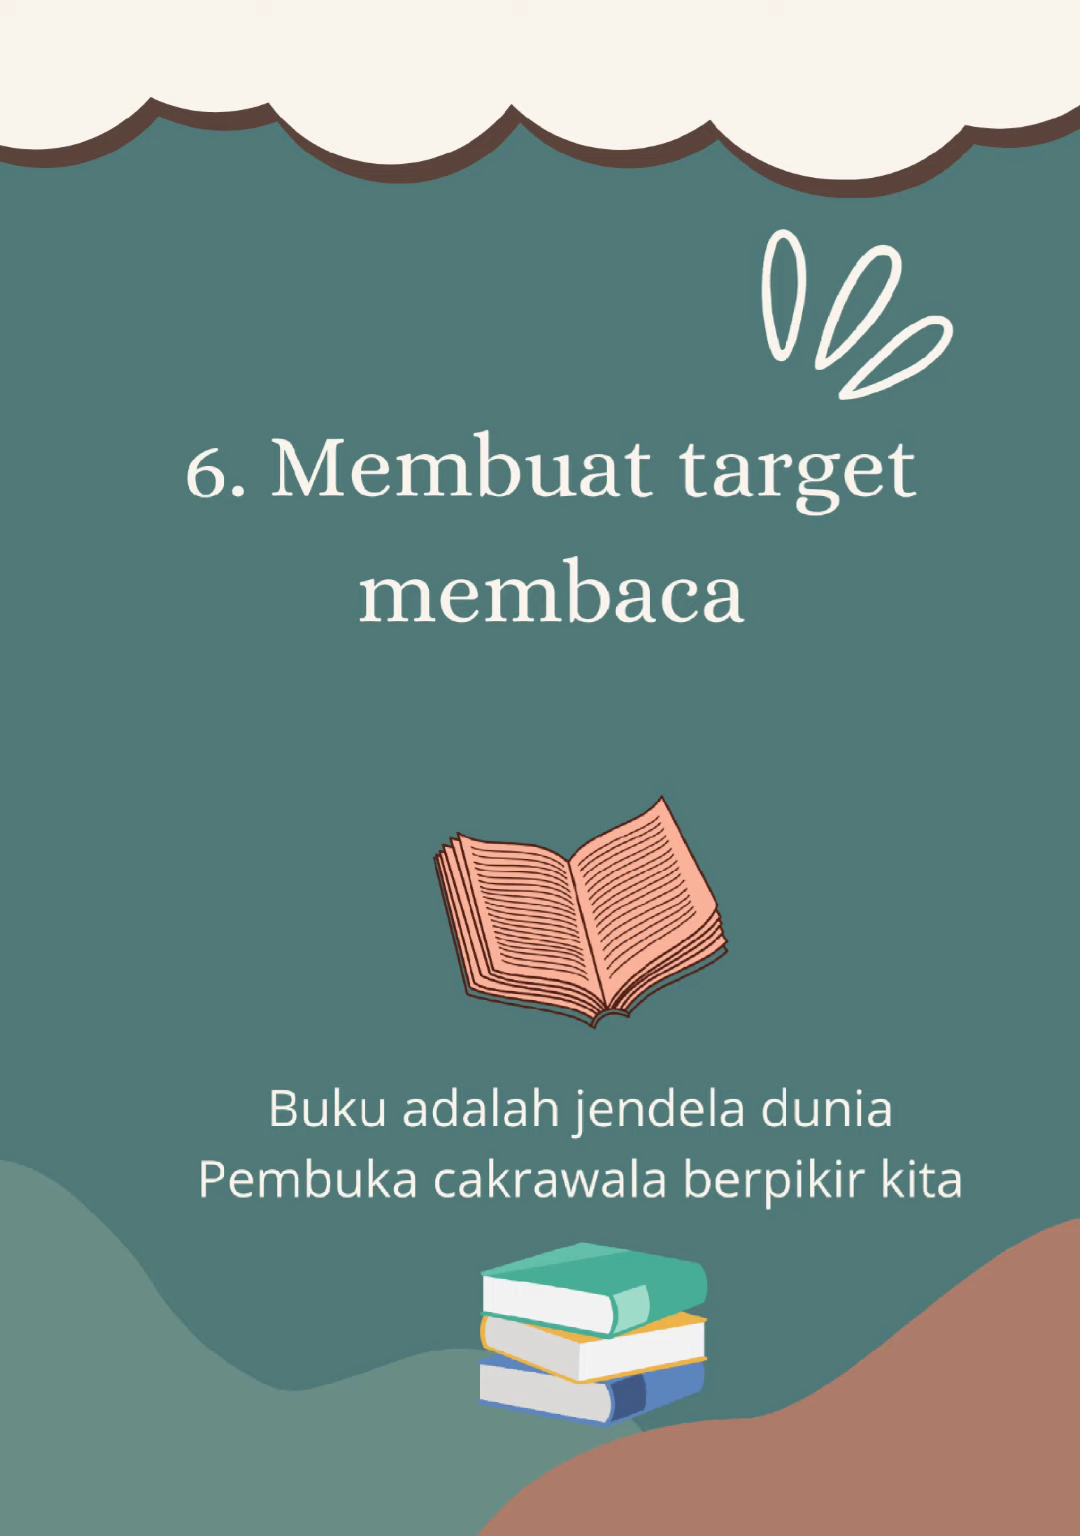 6. Membuat target
membaca
Buku adalah jendela dunia
Pembuka cakrawala berpikir kita